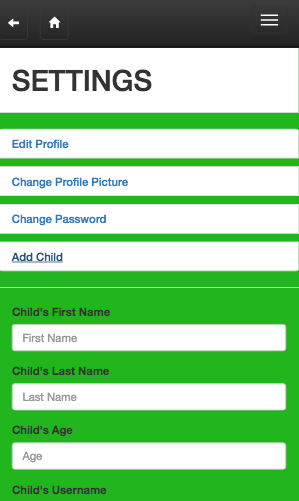 SETTINGS
Edit Profile
Change Profile Picture
Change Password
Add Child
Child's First Name
First Name
Child's Last Name
Last Name
Child's Age
Age
Child's Username